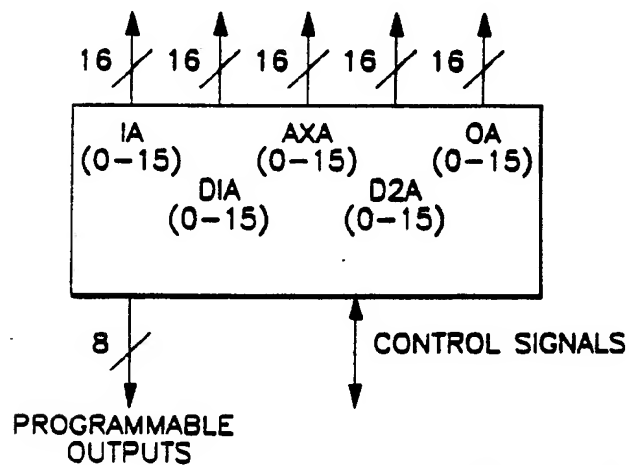 16 16 16 16 16
IA AXA OA
(0-15) (0-15) (0-15)
D1A D2A
(0-15) (0-15)
8
CONTROL SIGNALS
PROGRAMMABLE
OUTPUTS